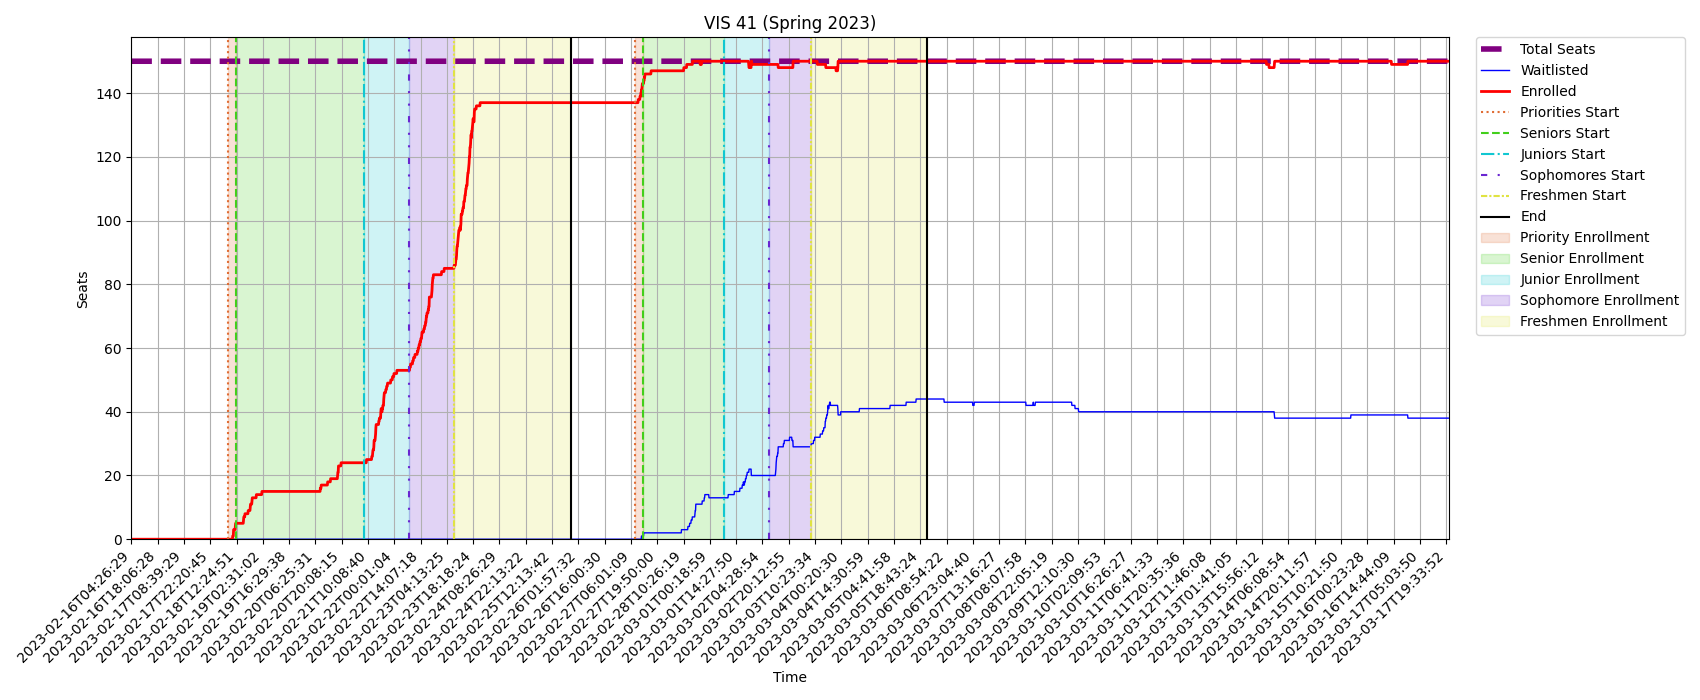 VIS 41 (Spring 2023)
Seats
0
20
40
60
80
100
120
140
2023-02-16T04:26:29
2023-02-16T18:06:28
2023-02-17T08:39:29
2023-02-17T22:20:45
2023-02-18T12:24:51
2023-02-19T02:31:02
2023-02-19T16:29:38
2023-02-20T06:25:31
2023-02-20T20:08:15
2023-02-21T10:08:40
2023-02-22T00:01:04
2023-02-22T14:07:18
2023-02-23T04:13:25
2023-02-23T18:18:24
2023-02-24T08:26:29
2023-02-24T22:13:22
2023-02-25T12:13:42
2023-02-26T01:57:32
2023-02-26T16:00:30
2023-02-27T06:01:09
2023-02-27T19:50:00
2023-02-28T10:26:19
2023-03-01T00:18:59
2023-03-01T14:27:50
2023-03-02T04:28:54
2023-03-02T20:12:55
2023-03-03T10:23:34
2023-03-04T00:20:30
2023-03-04T14:30:59
2023-03-05T04:41:58
2023-03-05T18:43:24
2023-03-06T08:54:22
2023-03-06T23:04:40
2023-03-07T13:16:27
2023-03-08T08:07:58
2023-03-08T22:05:19
2023-03-09T12:10:30
2023-03-10T02:09:53
2023-03-10T16:26:27
2023-03-11T06:41:33
2023-03-11T20:35:36
2023-03-12T11:46:08
2023-03-13T01:41:05
2023-03-13T15:56:12
2023-03-14T06:08:54
2023-03-14T20:11:57
2023-03-15T10:21:50
2023-03-16T00:23:28
2023-03-16T14:44:09
2023-03-17T05:03:50
2023-03-17T19:33:52
Time
Total Seats
Waitlisted
Enrolled
Priorities Start
Seniors Start
Juniors Start
Sophomores Start
Freshmen Start
End
Priority Enrollment
Senior Enrollment
Junior Enrollment
Sophomore Enrollment
Freshmen Enrollment